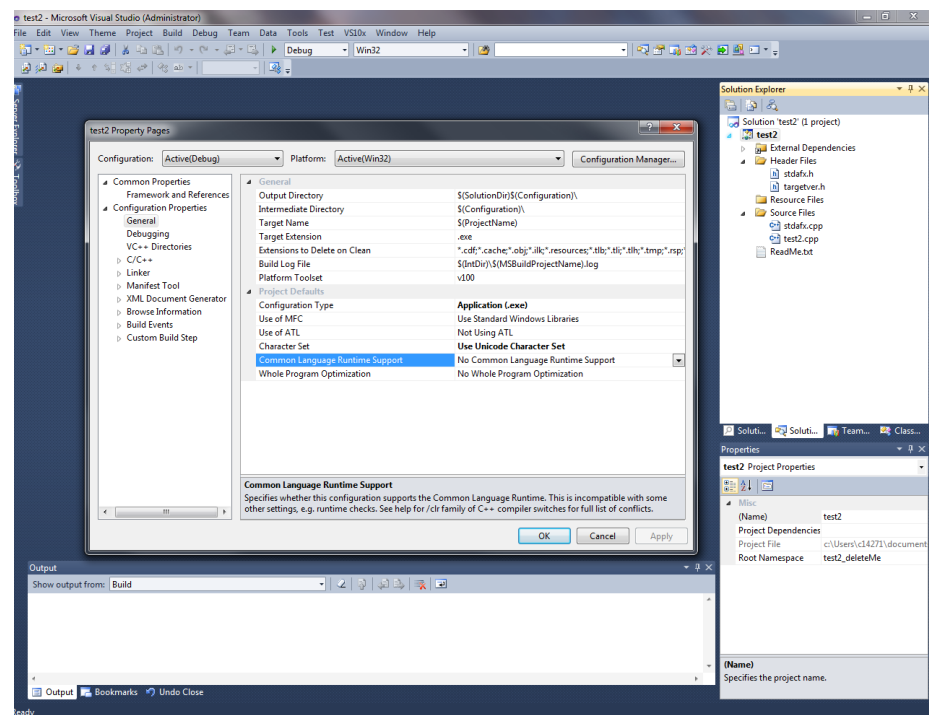 test2 - Microsoft Visual Studio (Administrator)
File Edit View Theme Project Build Debug Team Data Tools Test VS10x Window Help
Debug Win32
Server Explorer
Toolbox
test2 Property Pages
Configuration: Active(Debug) Platform: Active(Win32) Configuration Manager...
Common Properties
Framework and References
Configuration Properties
General
Debugging
VC++ Directories
C/C++
Linker
Manifest Tool
XML Document Generator
Browse Information
Build Events
Custom Build Step
General
Output Directory $(SolutionDir)$(Configuration)\
Intermediate Directory $(Configuration)\
Target Name $(ProjectName)
Target Extension .exe
Extensions to Delete on Clean *.cdf;*.cache;*.obj;*.ilk;*.resources;*.tlb;*.tli;*.tlh;*.tmp;*.rsp;
Build Log File $(IntDir)\$(MSBuildProjectName).log
Platform Toolset v100
Project Defaults
Configuration Type Application (.exe)
Use of MFC Use Standard Windows Libraries
Use of ATL Not Using ATL
Character Set Use Unicode Character Set
Common Language Runtime Support No Common Language Runtime Support
Whole Program Optimization No Whole Program Optimization
Common Language Runtime Support
Specifies whether this configuration supports the Common Language Runtime. This is incompatible with some
other settings, e.g. runtime checks. See help for /clr family of C++ compiler switches for full list of conflicts.
OK Cancel Apply
Solution Explorer
Solution 'test2' (1 project)
test2
External Dependencies
Header Files
stdafx.h
targetver.h
Resource Files
Source Files
stdafx.cpp
test2.cpp
ReadMe.txt
Soluti... Soluti... Team... Class...
Properties
test2 Project Properties
Misc
(Name) test2
Project Dependencies
Project File c:\Users\c14271\document
Root Namespace test2_deleteMe
(Name)
Specifies the project name.
Output
Show output from: Build
Output Bookmarks Undo Close
Ready